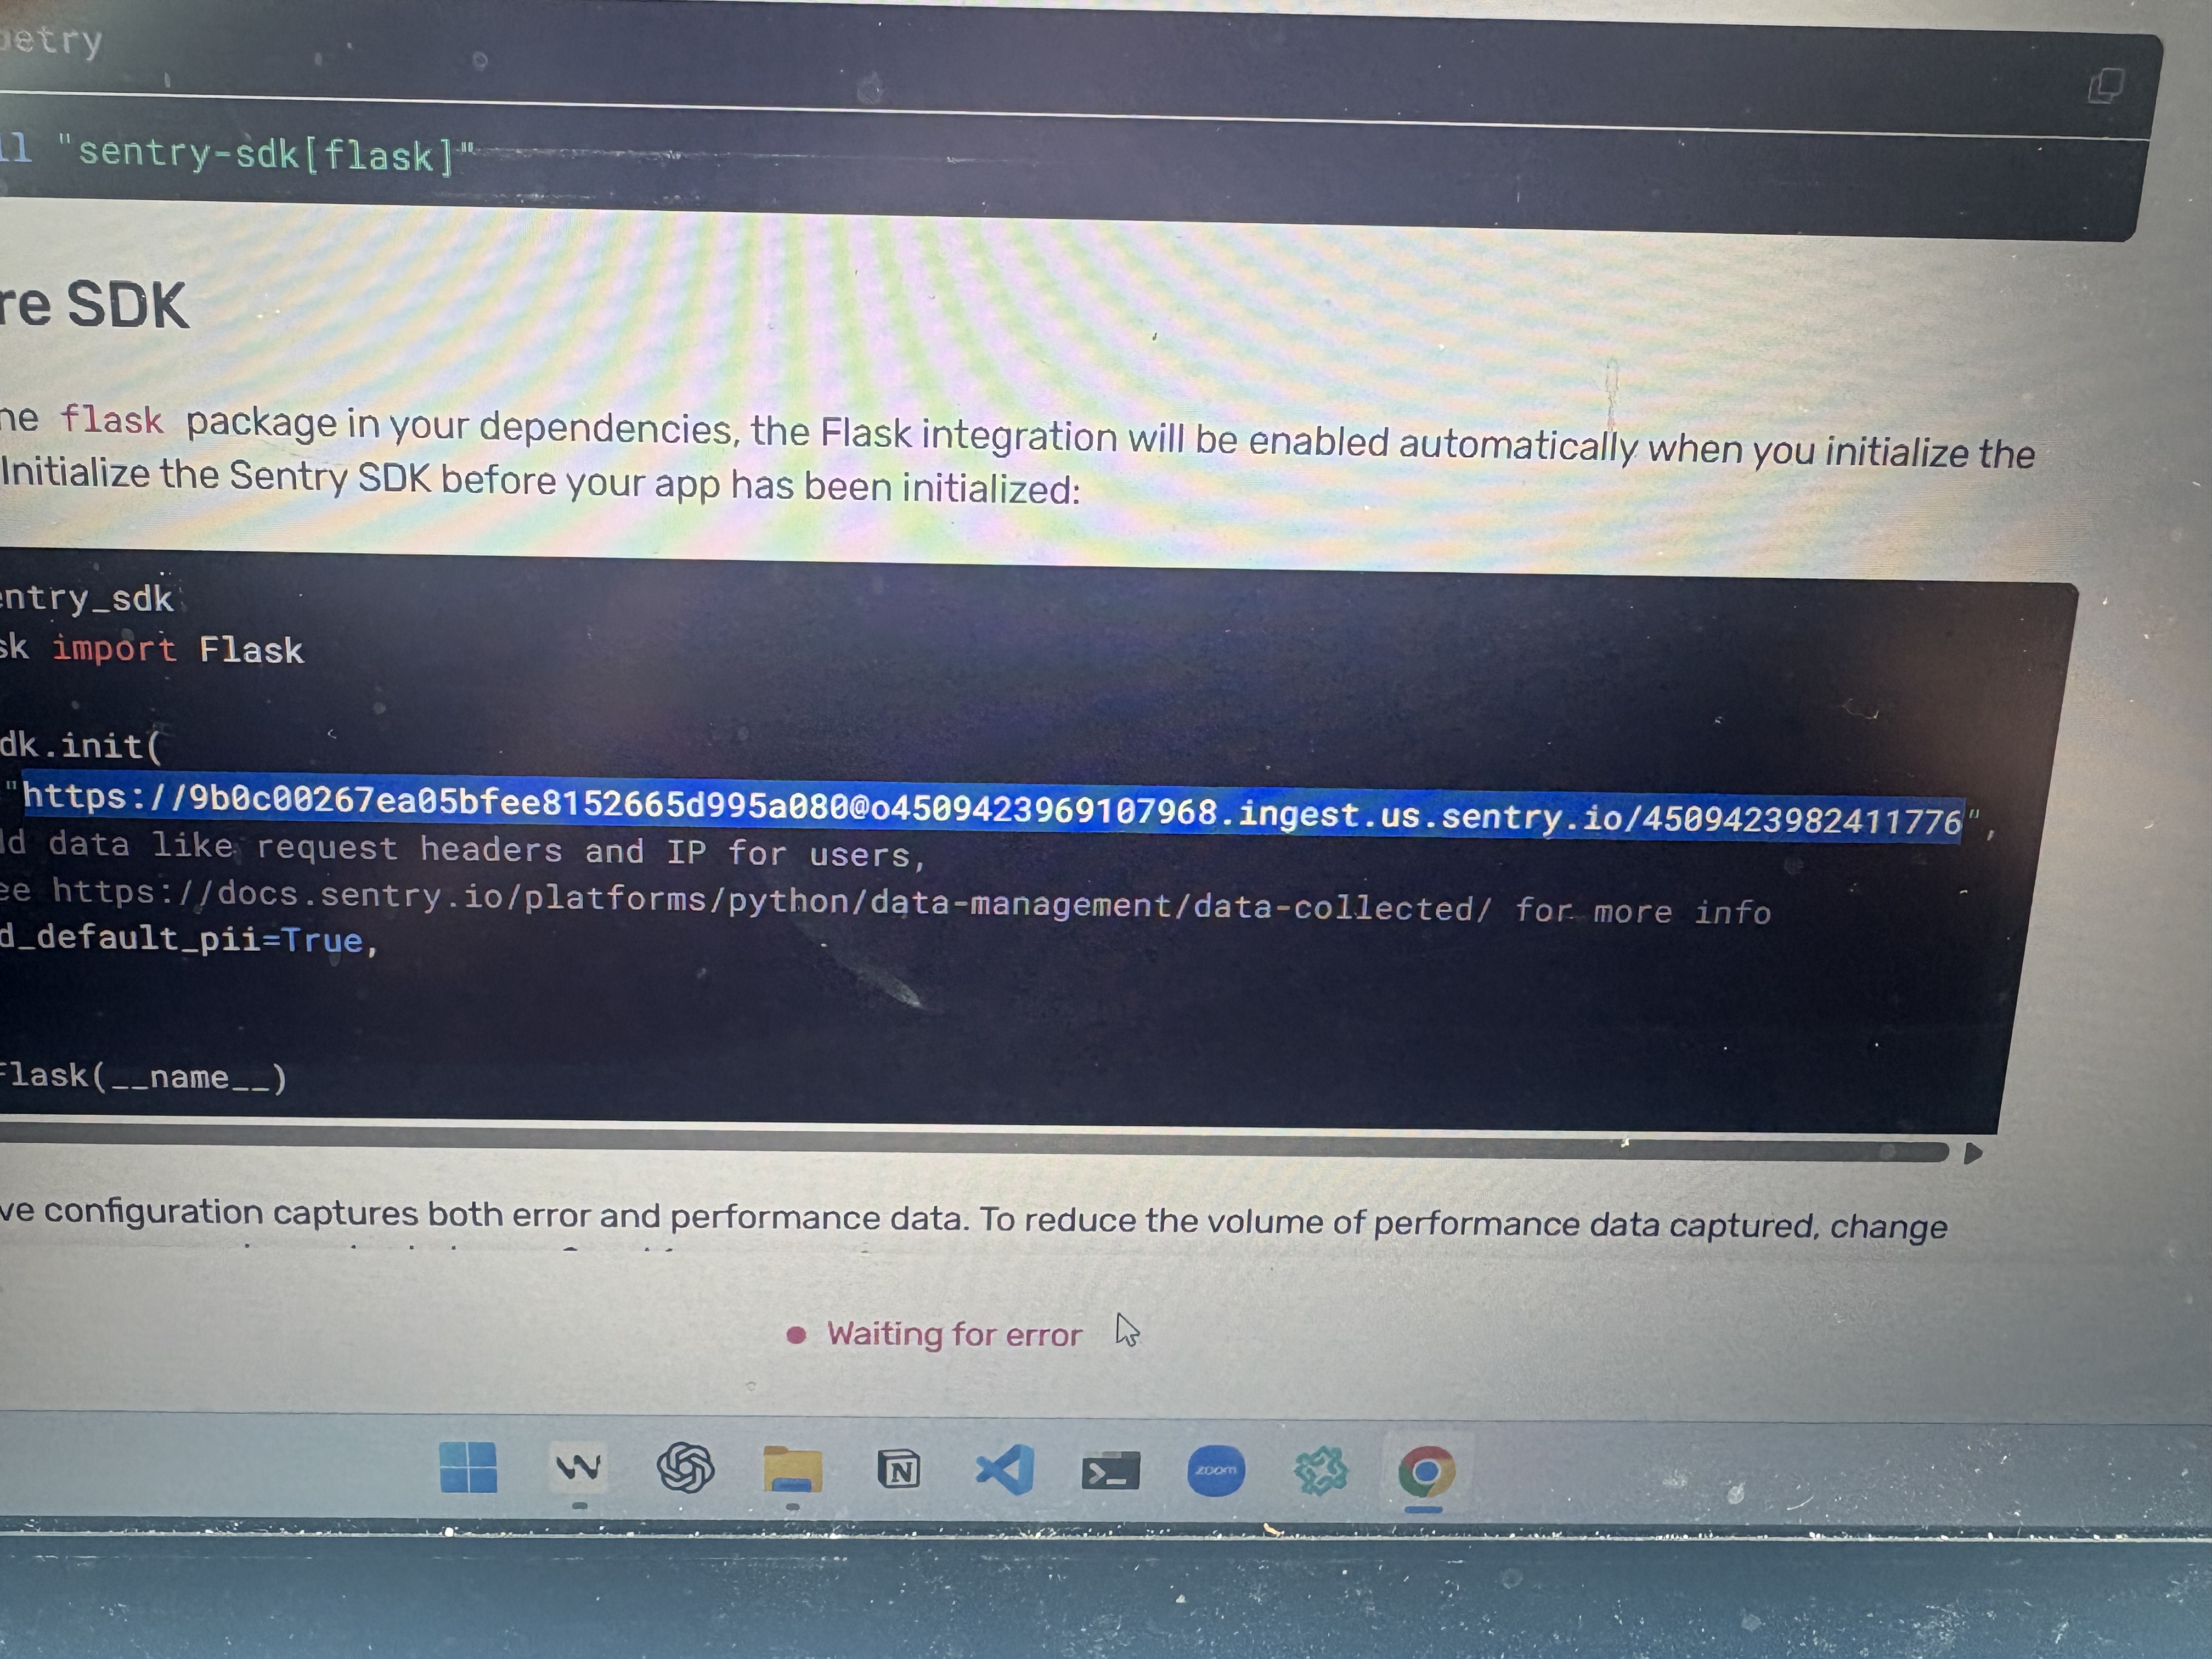 etry
ll "sentry-sdk[flask]"
re SDK
he flask package in your dependencies, the Flask integration will be enabled automatically when you initialize the
Initialize the Sentry SDK before your app has been initialized:
entry_sdk
sk import Flask
dk.init(
"https://9b0c00267ea05bfee8152665d995a080@o4509423969107968.ingest.us.sentry.io/4509423982411776",
ld data like request headers and IP for users,
ee https://docs.sentry.io/platforms/python/data-management/data-collected/ for more info
d_default_pii=True,
Flask(__name__)
ve configuration captures both error and performance data. To reduce the volume of performance data captured, change
Waiting for error
zoom